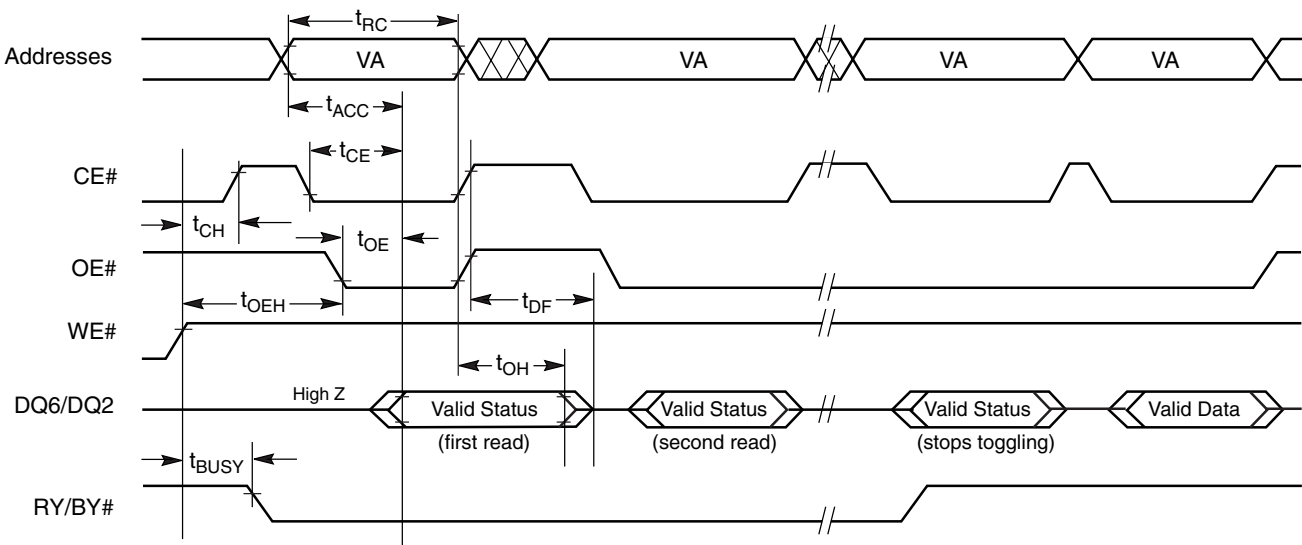 tRC
Addresses VA VA VA VA
tACC
tCE
CE#
tCH
tOE
OE#
tOEH
tDF
WE#
tOH
High Z
DQ6/DQ2 Valid Status Valid Status Valid Status Valid Data
(first read) (second read) (stops toggling)
tBUSY
RY/BY#